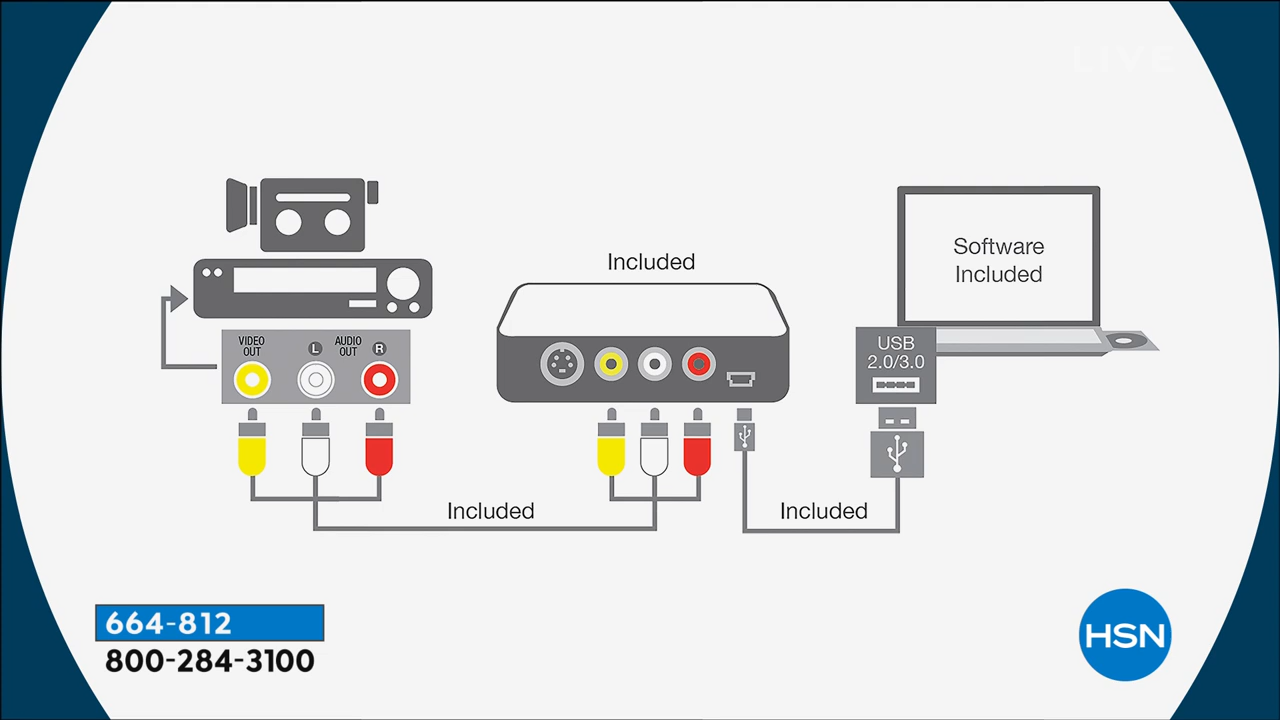 LIVE
Included
Software
Included
VIDEO
OUT
L
AUDIO
OUT
R
USB
2.0/3.0
Included
Included
664-812
800-284-3100
HSN